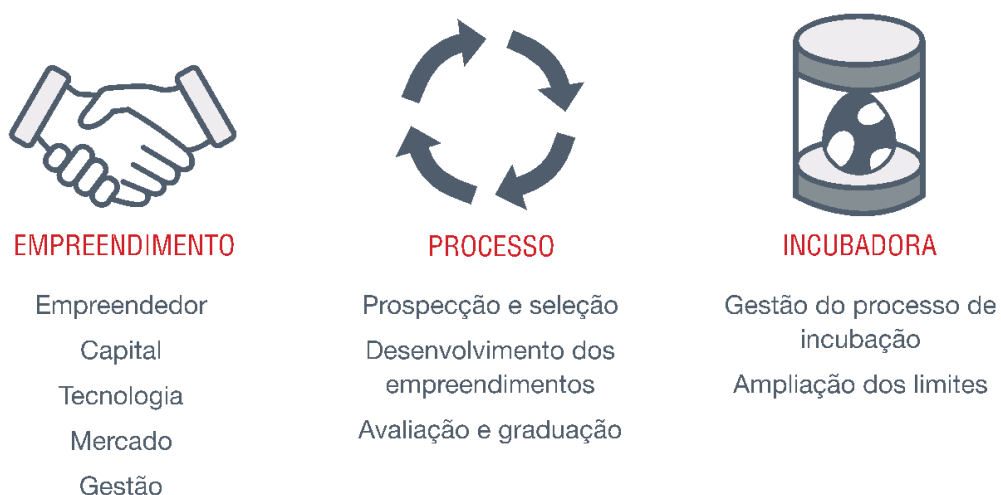 EMPREENDIMENTO
Empreendedor
Capital
Tecnologia
Mercado
Gestão
PROCESSO
Prospecção e seleção
Desenvolvimento dos
empreendimentos
Avaliação e graduação
INCUBADORA
Gestão do processo de
incubação
Ampliação dos limites